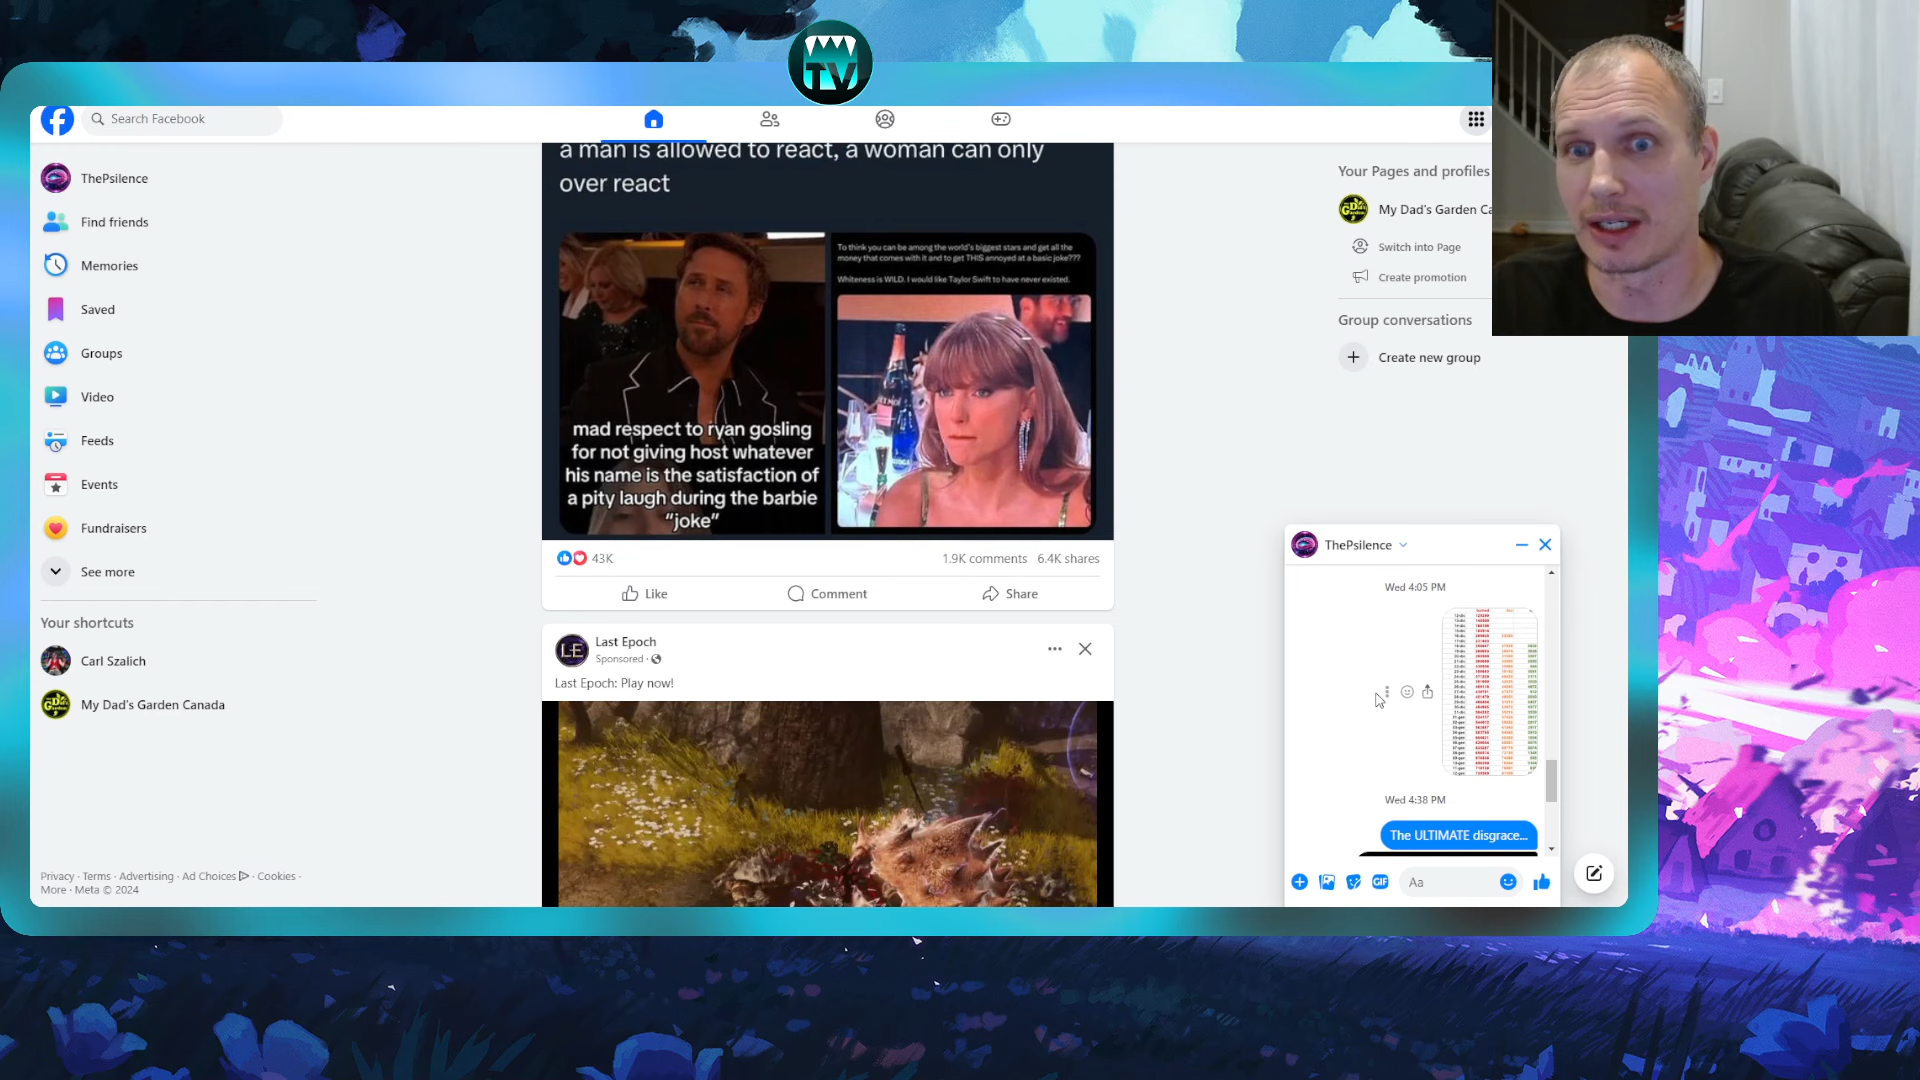 TV
Search Facebook
ThePsilence
Find friends
Memories
Saved
Groups
Video
Feeds
Events
Fundraisers
See more
Your shortcuts
Carl Szalich
My Dad's Garden Canada
Privacy · Terms · Advertising · Ad Choices · Cookies ·
More · Meta © 2024
a man is allowed to react, a woman can only
over react
mad respect to ryan gosling
for not giving host whatever
his name is the satisfaction of
a pity laugh during the barbie
"joke"
To think you can be among the world's biggest stars and get all the
money that comes with it and to get THIS annoyed at a basic joke???
Whiteness is WILD. I would like Taylor Swift to have never existed.
43K
1.9K comments 6.4K shares
Like Comment Share
LE
Last Epoch
Sponsored ·
Last Epoch: Play now!
Your Pages and profiles
My Dad's Garden Ca
Switch into Page
Create promotion
Group conversations
Create new group
ThePsilence
Wed 4:05 PM
Wed 4:38 PM
The ULTIMATE disgrace...
GIF
Aa